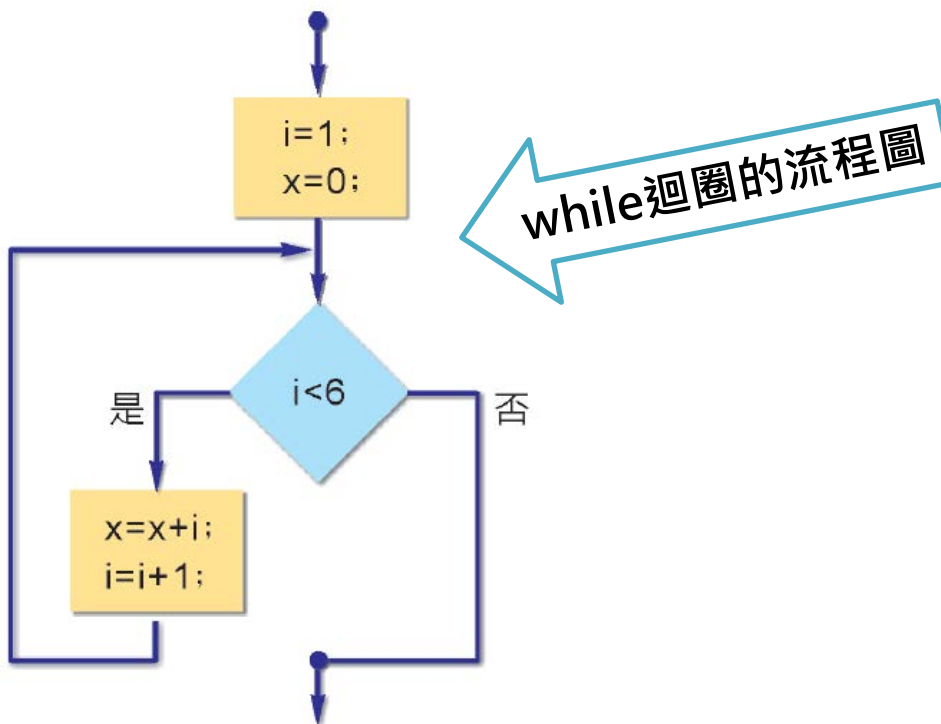 i=1;
x=0;
while迴圈的流程圖
i<6
是
否
x=x+i;
i=i+1;